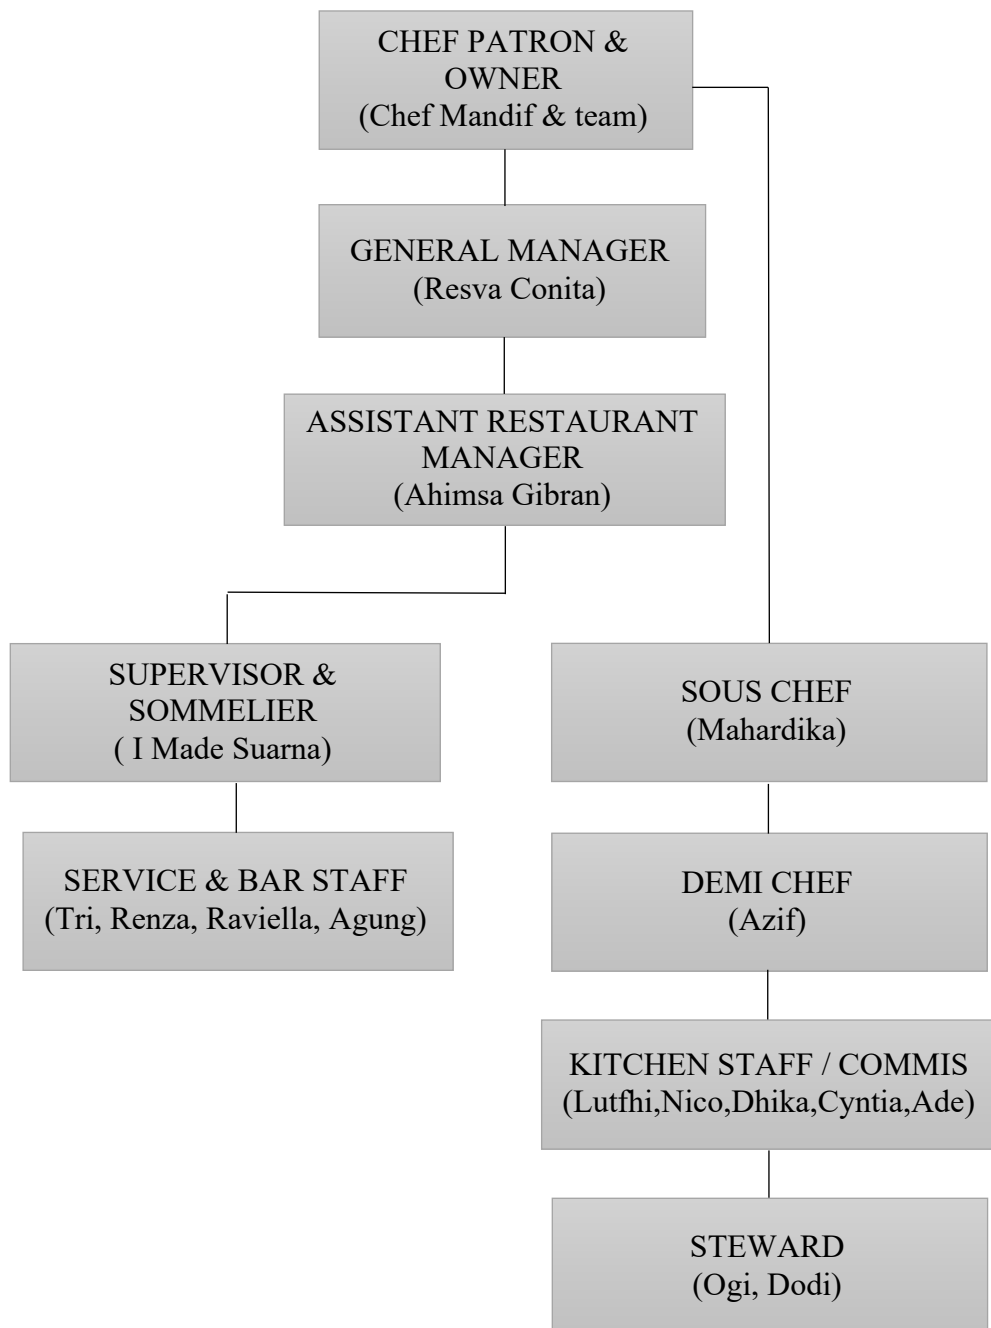 CHEF PATRON &
OWNER
(Chef Mandif & team)
GENERAL MANAGER
(Resva Conita)
ASSISTANT RESTAURANT
MANAGER
(Ahimsa Gibran)
SUPERVISOR &
SOMMELIER
( I Made Suarna)
SOUS CHEF
(Mahardika)
SERVICE & BAR STAFF
(Tri, Renza, Raviella, Agung)
DEMI CHEF
(Azif)
KITCHEN STAFF / COMMIS
(Lutfhi,Nico,Dhika,Cyntia,Ade)
STEWARD
(Ogi, Dodi)